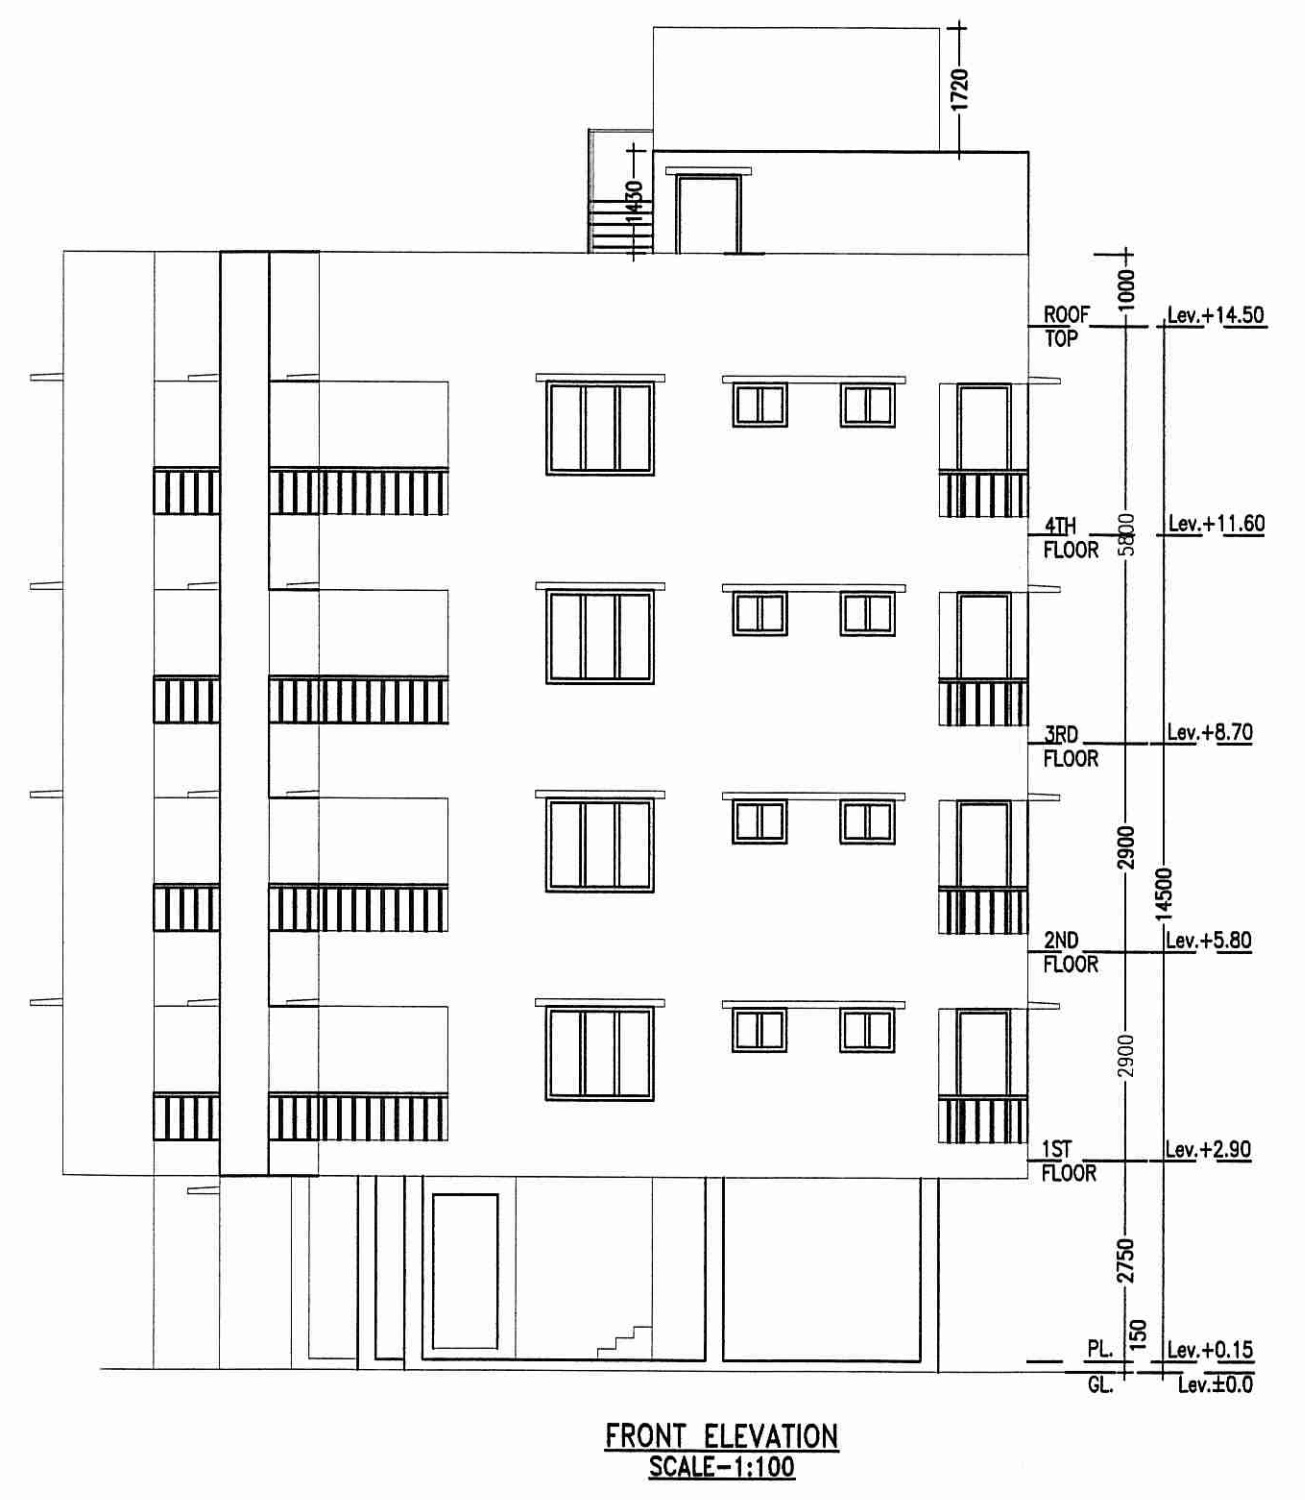 1720
1430
1000
ROOF
TOP
Lev.+14.50
4TH
FLOOR
5800
Lev.+11.60
3RD
FLOOR
Lev.+8.70
2900
14500
2ND
FLOOR
Lev.+5.80
2900
1ST
FLOOR
Lev.+2.90
2750
150
PL.
Lev.+0.15
GL.
Lev.±0.0
FRONT ELEVATION
SCALE-1:100